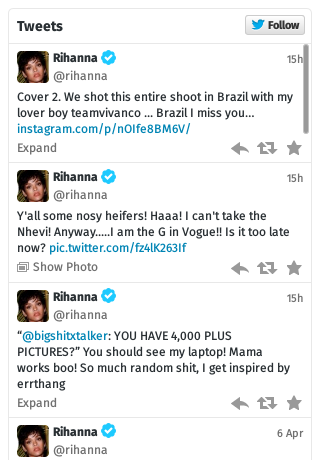 Tweets
Follow
Rihanna
15h
@rihanna
Cover 2. We shot this entire shoot in Brazil with my
lover boy teamvivanco ... Brazil I miss you...
instagram.com/p/nOIfe8BM6V/
Expand
Rihanna
15h
@rihanna
Y'all some nosy heifers! Haaa! I can't take the
Nhevi! Anyway.....I am the G in Vogue!! Is it too late
now? pic.twitter.com/fz4lK263If
Show Photo
Rihanna
15h
@rihanna
“@bigshitxtalker: YOU HAVE 4,000 PLUS
PICTURES?” You should see my laptop! Mama
works boo! So much random shit, I get inspired by
errthang
Expand
Rihanna
6 Apr
@rihanna